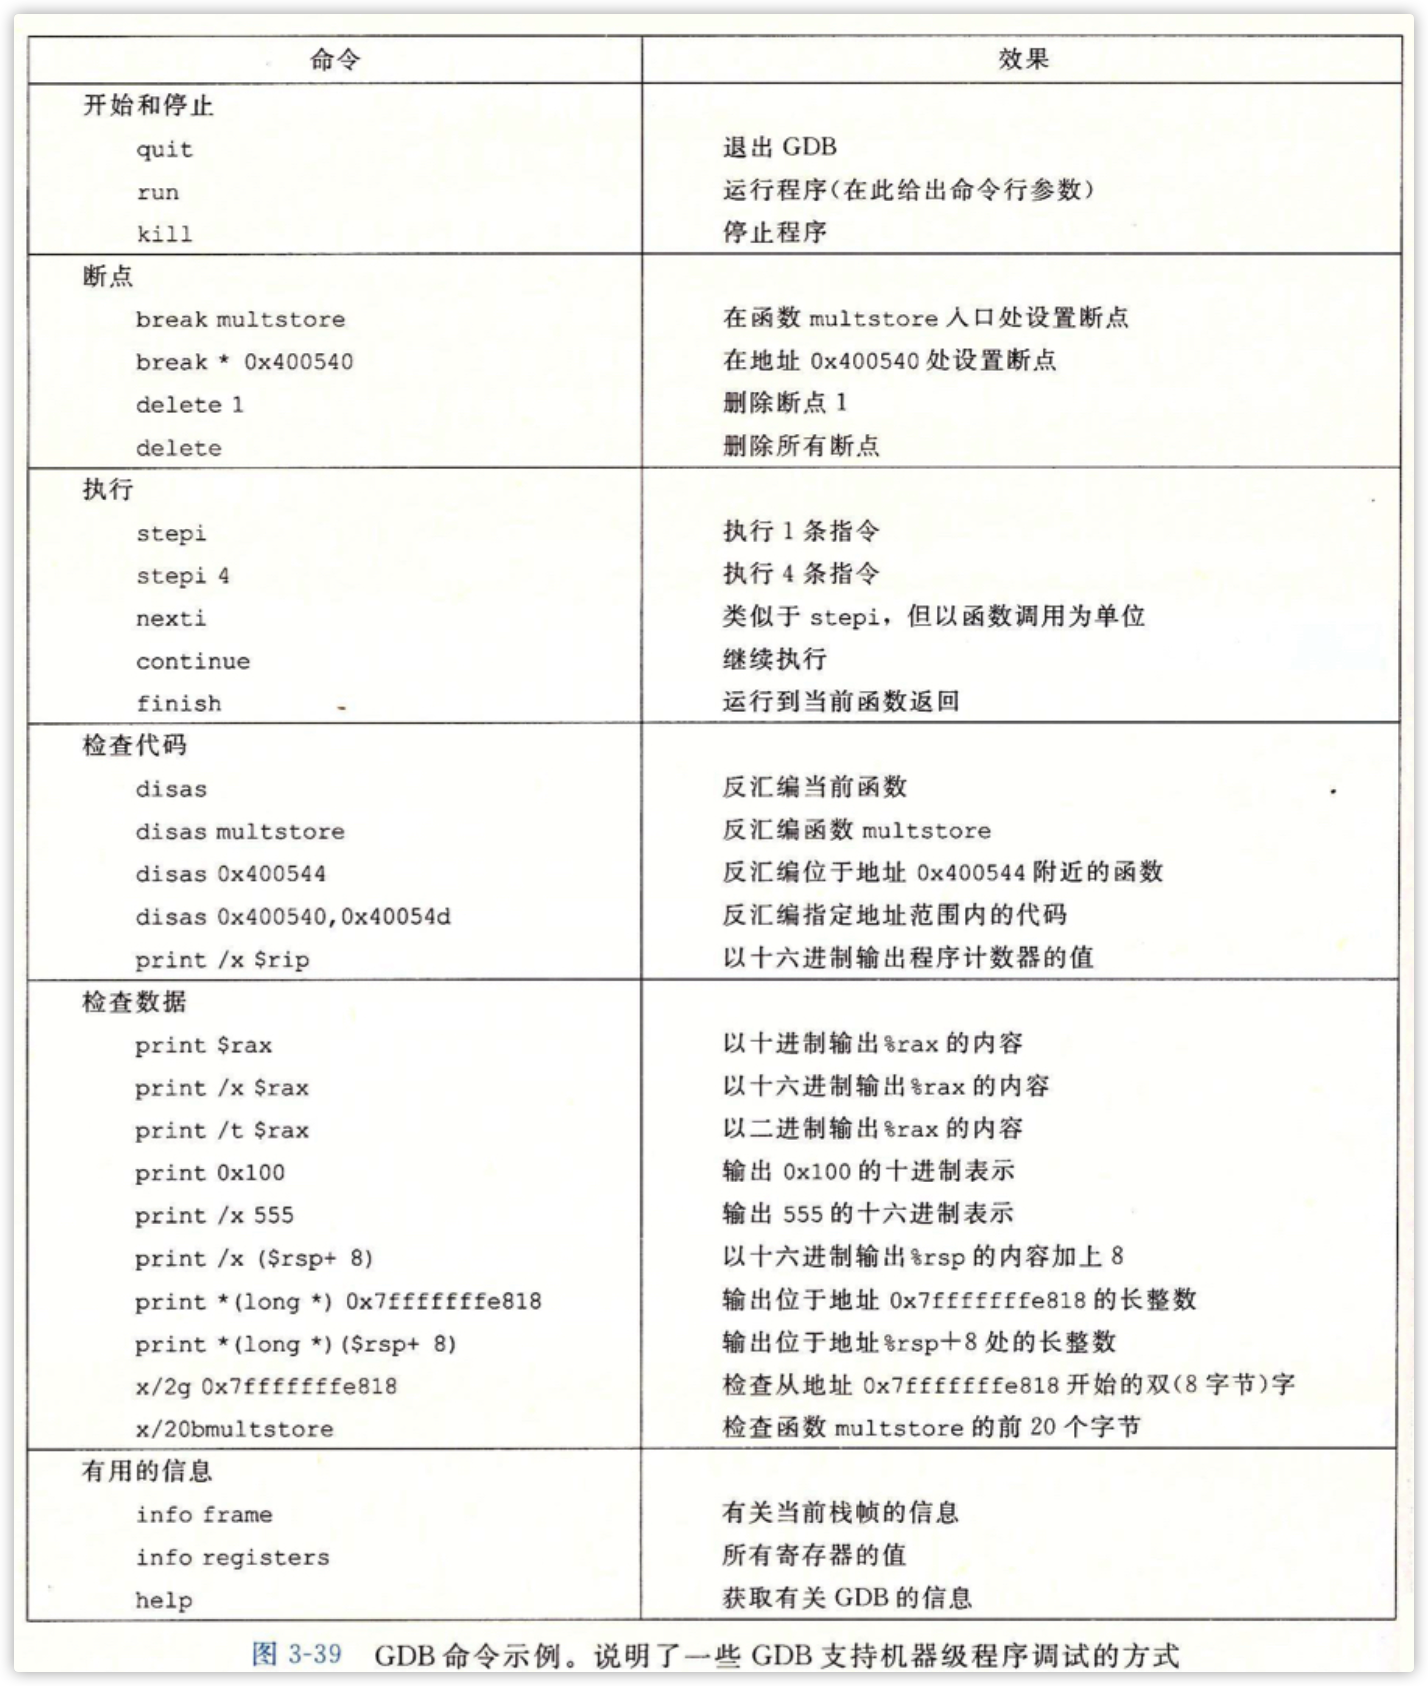 命令 效果
开始和停止
quit 退出 GDB
run 运行程序(在此给出命令行参数)
kill 停止程序
断点
break multstore 在函数 multstore 入口处设置断点
break * 0x400540 在地址 0x400540 处设置断点
delete 1 删除断点 1
delete 删除所有断点
执行
stepi 执行 1 条指令
stepi 4 执行 4 条指令
nexti 类似于 stepi，但以函数调用为单位
continue 继续执行
finish 运行到当前函数返回
检查代码
disas 反汇编当前函数
disas multstore 反汇编函数 multstore
disas 0x400544 反汇编位于地址 0x400544 附近的函数
disas 0x400540,0x40054d 反汇编指定地址范围内的代码
print /x $rip 以十六进制输出程序计数器的值
检查数据
print $rax 以十进制输出%rax 的内容
print /x $rax 以十六进制输出%rax 的内容
print /t $rax 以二进制输出%rax 的内容
print 0x100 输出 0x100 的十进制表示
print /x 555 输出 555 的十六进制表示
print /x ($rsp+ 8) 以十六进制输出%rsp 的内容加上 8
print *(long *) 0x7fffffffe818 输出位于地址 0x7fffffffe818 的长整数
print *(long *)($rsp+ 8) 输出位于地址%rsp+8 处的长整数
x/2g 0x7fffffffe818 检查从地址 0x7fffffffe818 开始的双(8 字节)字
x/20bmultstore 检查函数 multstore 的前 20 个字节
有用的信息
info frame 有关当前栈帧的信息
info registers 所有寄存器的值
help 获取有关 GDB 的信息
图 3-39 GDB 命令示例。说明了一些 GDB 支持机器级程序调试的方式